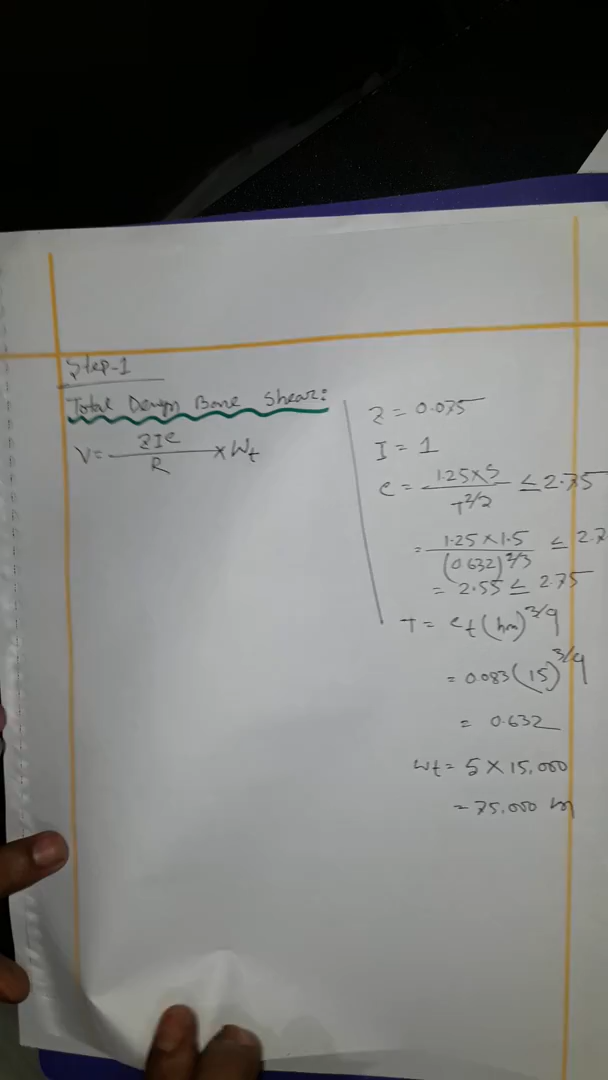 Step-1
Total Design Base Shear:
V = ZIC / R × Wt
Z = 0.075
I = 1
C = 1.25×S / T^2/3 ≤ 2.75
= 1.25×1.5 / (0.632)^2/3 ≤ 2.7
= 2.55 ≤ 2.75
T = Ct (hn)^3/4
= 0.083 (15)^3/4
= 0.632
Wt = 5 × 15,000
= 75,000